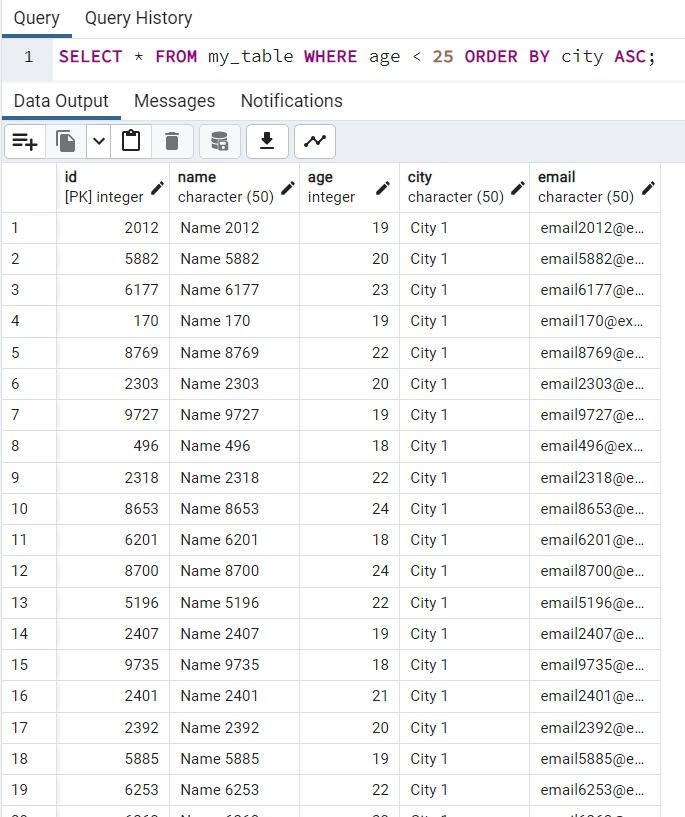 Query Query History
1 SELECT * FROM my_table WHERE age < 25 ORDER BY city ASC;
Data Output Messages Notifications
id name age city email
[PK] integer character (50) integer character (50) character (50)
1 2012 Name 2012 19 City 1 email2012@e...
2 5882 Name 5882 20 City 1 email5882@e...
3 6177 Name 6177 23 City 1 email6177@e...
4 170 Name 170 19 City 1 email170@ex...
5 8769 Name 8769 22 City 1 email8769@e...
6 2303 Name 2303 20 City 1 email2303@e...
7 9727 Name 9727 19 City 1 email9727@e...
8 496 Name 496 18 City 1 email496@ex...
9 2318 Name 2318 22 City 1 email2318@e...
10 8653 Name 8653 24 City 1 email8653@e...
11 6201 Name 6201 18 City 1 email6201@e...
12 8700 Name 8700 24 City 1 email8700@e...
13 5196 Name 5196 22 City 1 email5196@e...
14 2407 Name 2407 19 City 1 email2407@e...
15 9735 Name 9735 18 City 1 email9735@e...
16 2401 Name 2401 21 City 1 email2401@e...
17 2392 Name 2392 20 City 1 email2392@e...
18 5885 Name 5885 19 City 1 email5885@e...
19 6253 Name 6253 22 City 1 email6253@e...